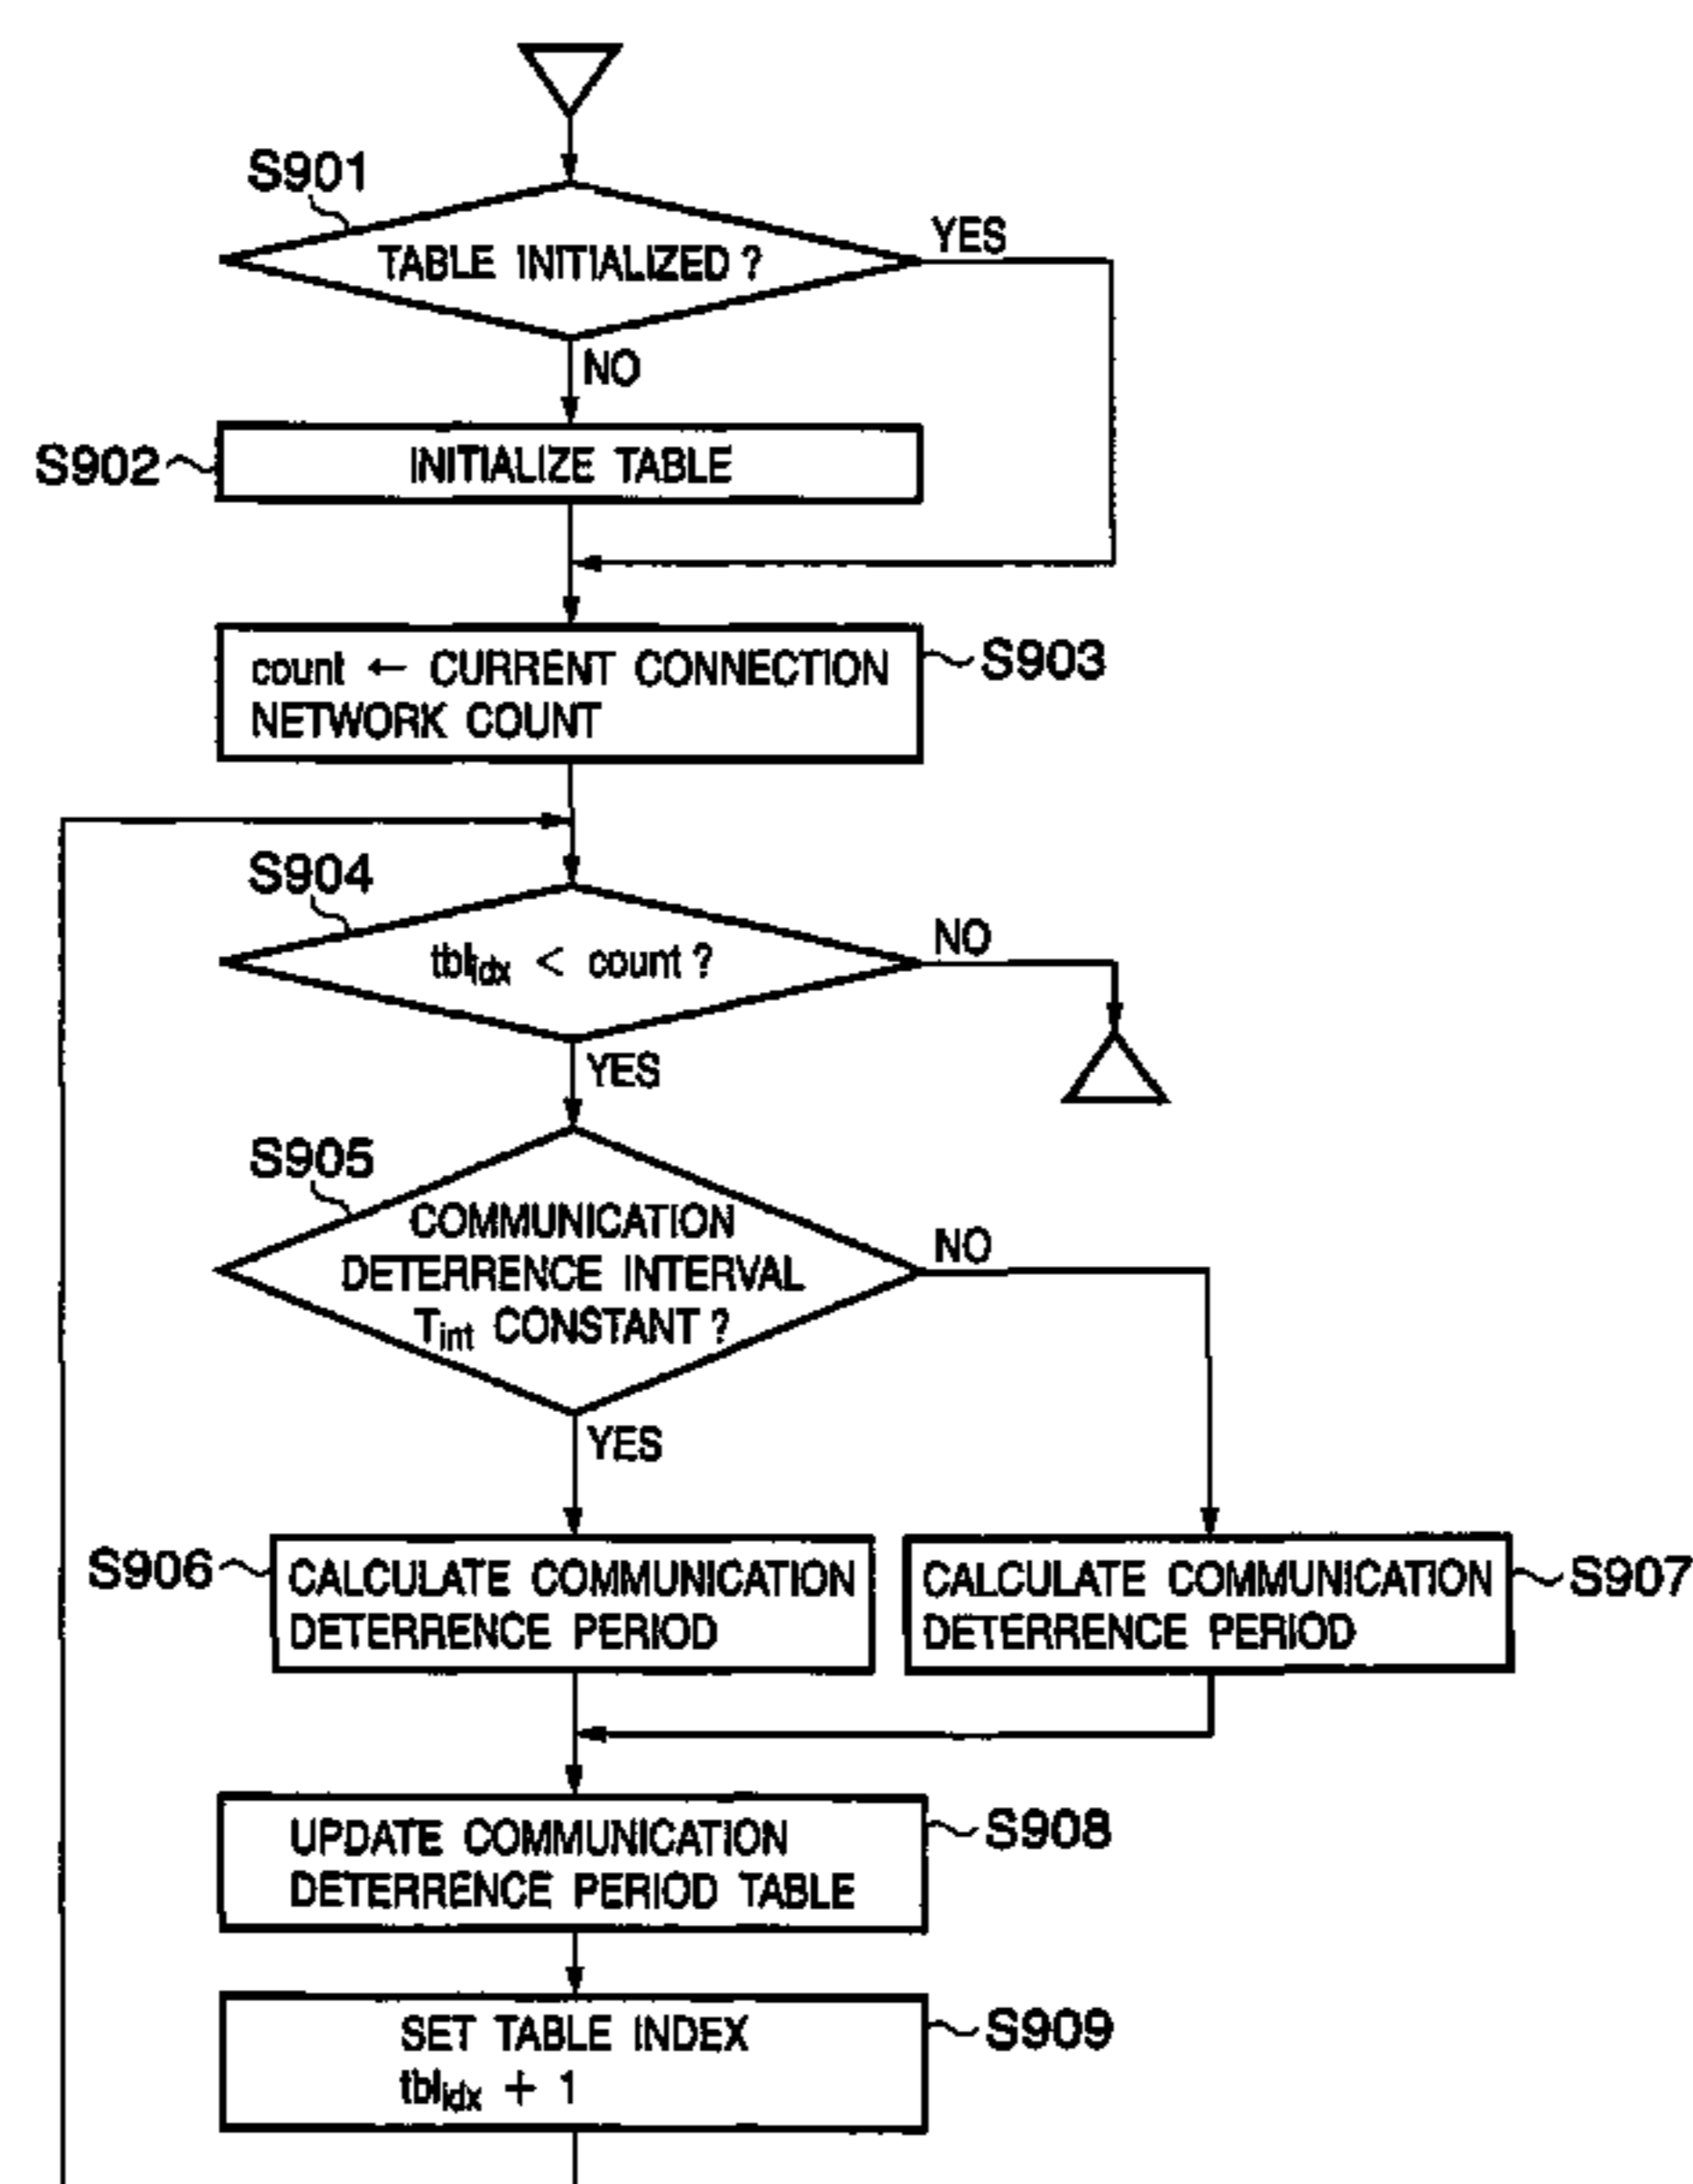 S901
TABLE INITIALIZED ?
YES
NO
S902
INITIALIZE TABLE
count ← CURRENT CONNECTION
NETWORK COUNT
S903
S904
tblidx < count ?
NO
YES
S905
COMMUNICATION
DETERRENCE INTERVAL
Tint CONSTANT ?
NO
YES
S906
CALCULATE COMMUNICATION
DETERRENCE PERIOD
CALCULATE COMMUNICATION
DETERRENCE PERIOD
S907
UPDATE COMMUNICATION
DETERRENCE PERIOD TABLE
S908
SET TABLE INDEX
tblidx + 1
S909